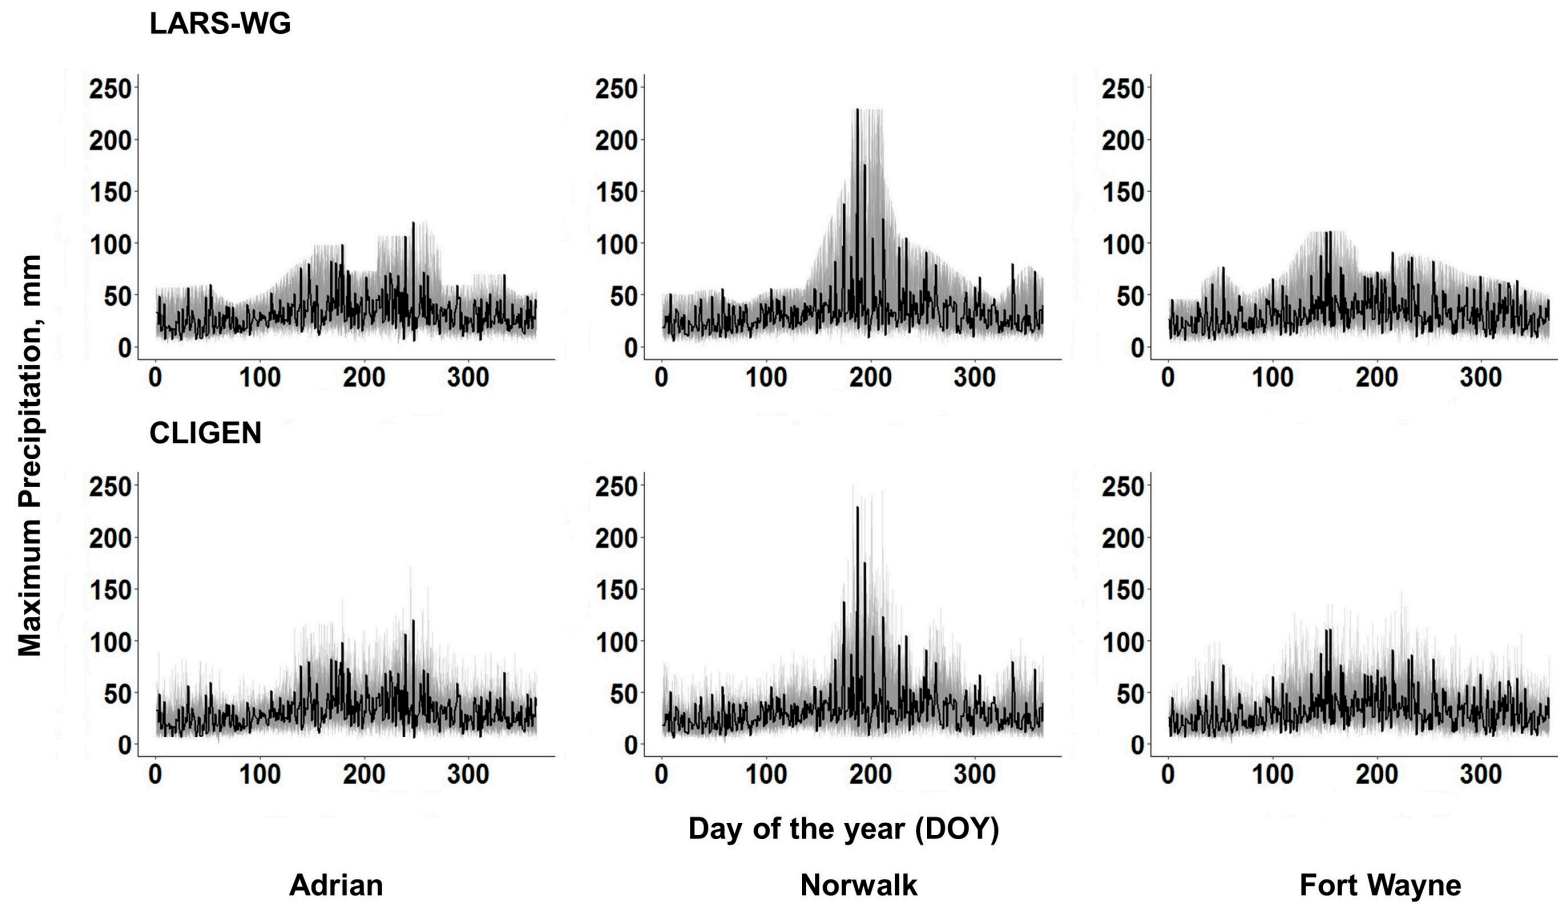 LARS-WG
250 250 250
200 200 200
150 150 150
100 100 100
50 50 50
0 0 0
0 100 200 300 0 100 200 300 0 100 200 300
Maximum Precipitation, mm
CLIGEN
250 250 250
200 200 200
150 150 150
100 100 100
50 50 50
0 0 0
0 100 200 300 0 100 200 300 0 100 200 300
Day of the year (DOY)
Adrian Norwalk Fort Wayne